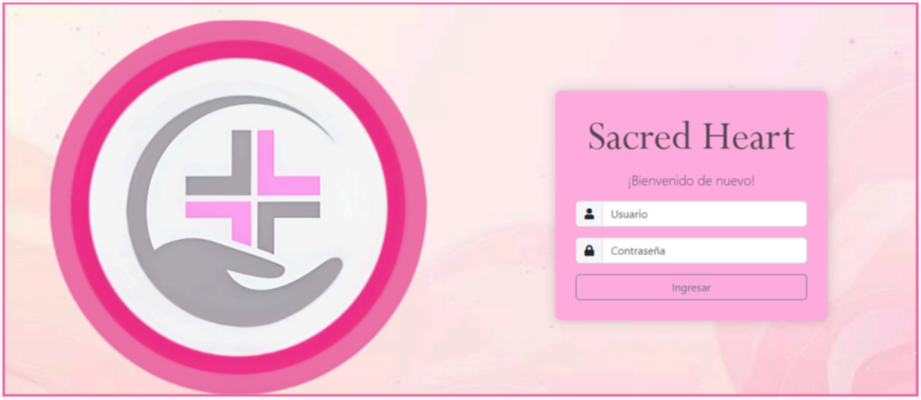 Sacred Heart
¡Bienvenido de nuevo!
Usuario
Contraseña
Ingresar